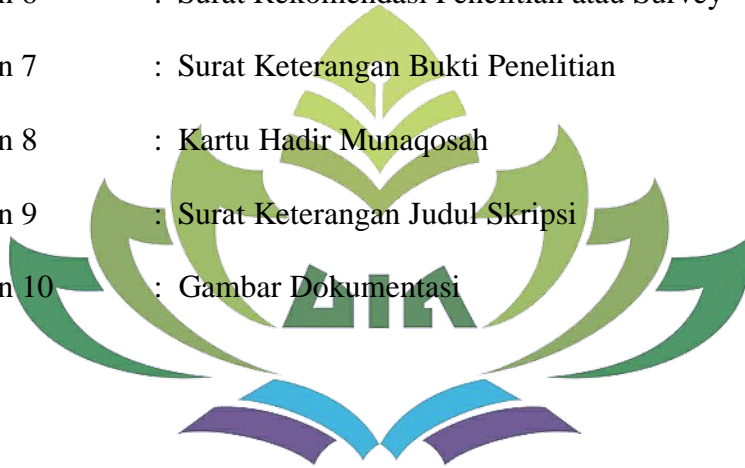 n 7 : Surat Keterangan Bukti Penelitian
n 8 : Kartu Hadir Munaqosah
n 9 : Surat Keterangan Judul Skripsi
n 10 : Gambar Dokumentasi